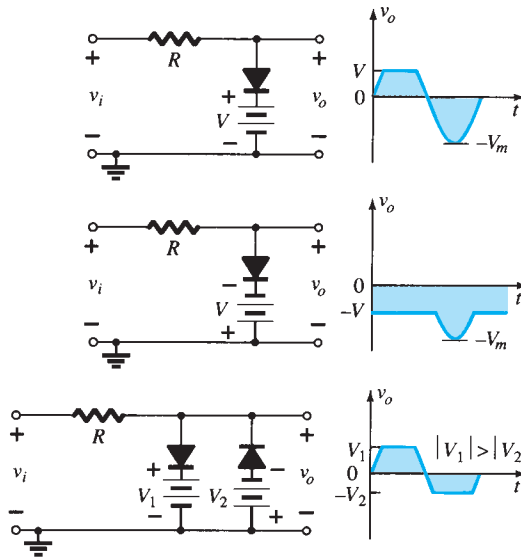 v_o
+ R + + V
v_i + v_o 0 t
V
− − − −V_m
v_o
+ R + 0 t
v_i − v_o
V −V
− + − −V_m
v_o
+ R + V_1 |V_1| > |V_2
v_i + − v_o 0 t
V_1 V_2 −V_2
− − + −